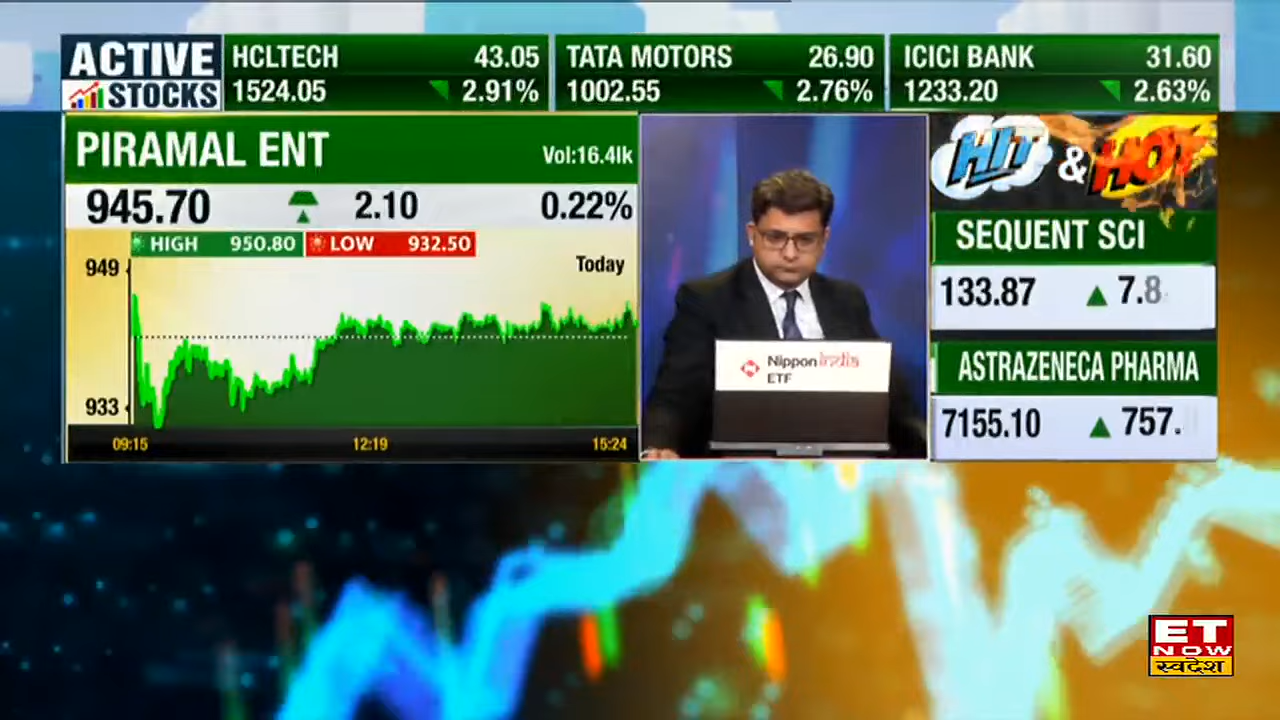 ACTIVE STOCKS
HCLTECH 43.05
1524.05 2.91%
TATA MOTORS 26.90
1002.55 2.76%
ICICI BANK 31.60
1233.20 2.63%
PIRAMAL ENT Vol:16.4lk
945.70 2.10 0.22%
HIGH 950.80 LOW 932.50
949 Today
933
09:15 12:19 15:24
Nippon india
ETF
HIT & HOT
SEQUENT SCI
133.87 7.8
ASTRAZENECA PHARMA
7155.10 757.
ET
NOW
स्वदेश